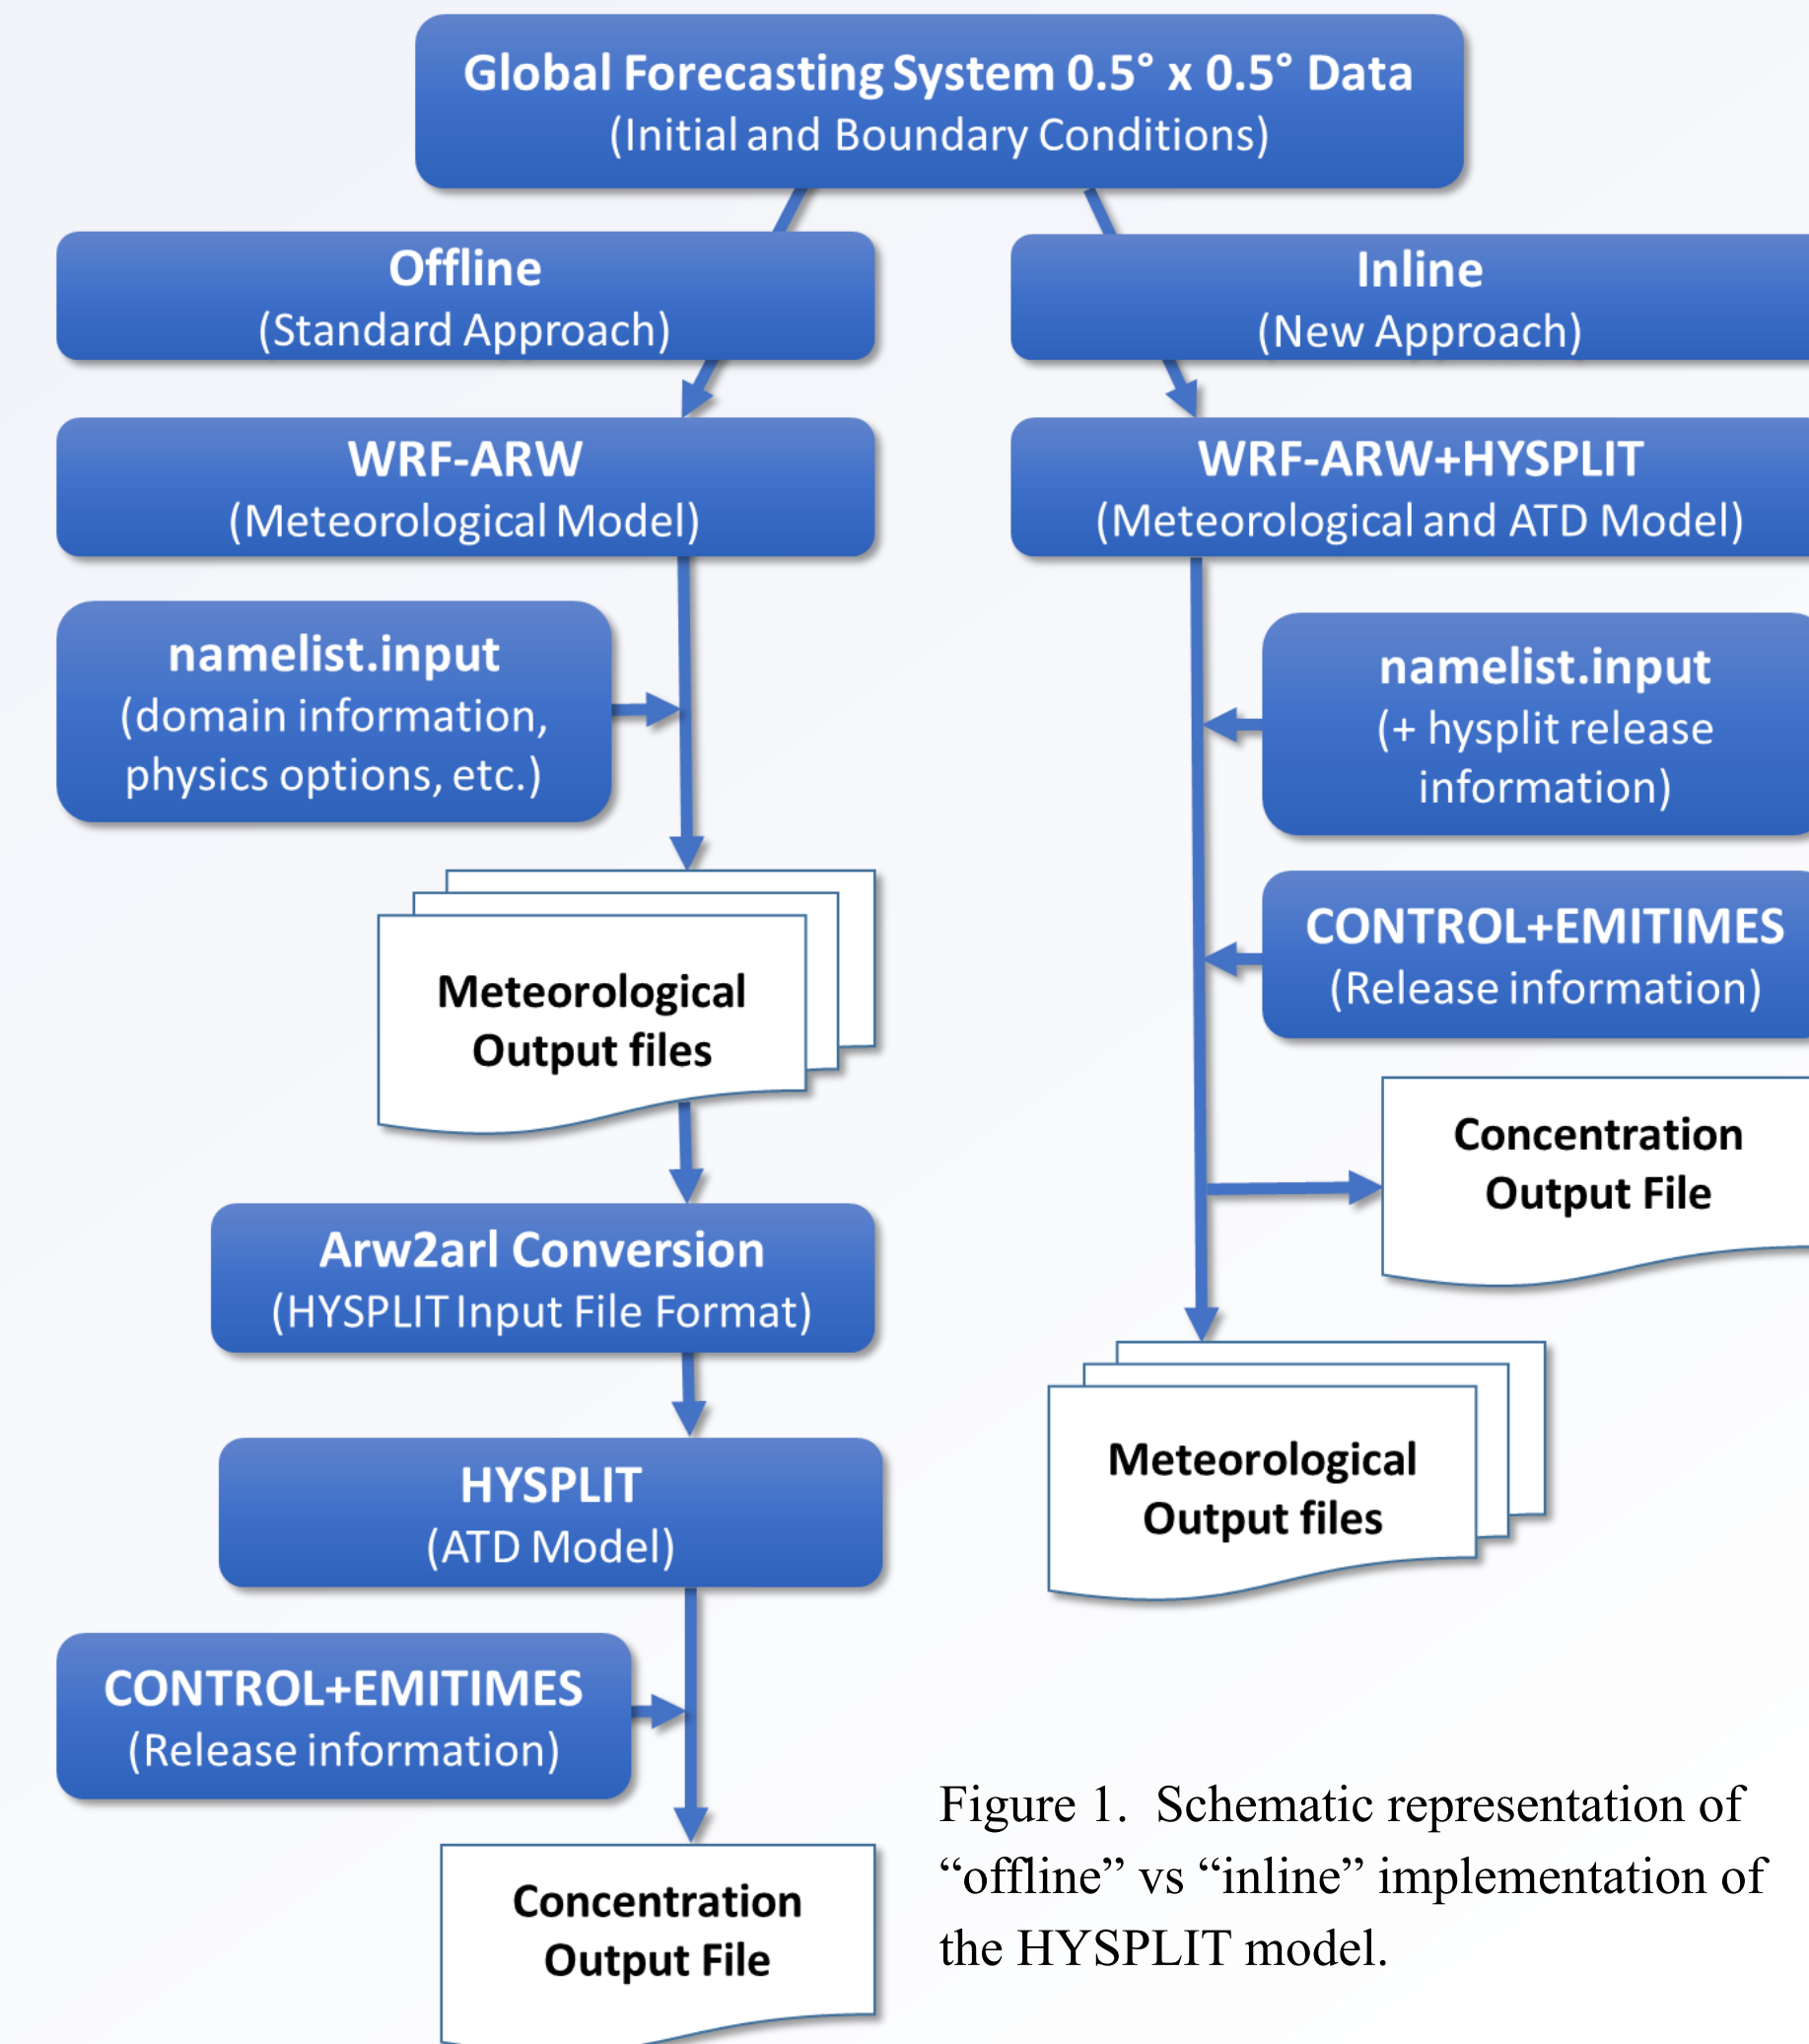 Global Forecasting System 0.5° x 0.5° Data
(Initial and Boundary Conditions)
Offline
(Standard Approach)
WRF-ARW
(Meteorological Model)
namelist.input
(domain information,
physics options, etc.)
Meteorological
Output files
Arw2arl Conversion
(HYSPLIT Input File Format)
HYSPLIT
(ATD Model)
CONTROL+EMITIMES
(Release information)
Concentration
Output File
Inline
(New Approach)
WRF-ARW+HYSPLIT
(Meteorological and ATD Model)
namelist.input
(+ hysplit release
information)
CONTROL+EMITIMES
(Release information)
Concentration
Output File
Meteorological
Output files
Figure 1.  Schematic representation of
“offline” vs “inline” implementation of
the HYSPLIT model.